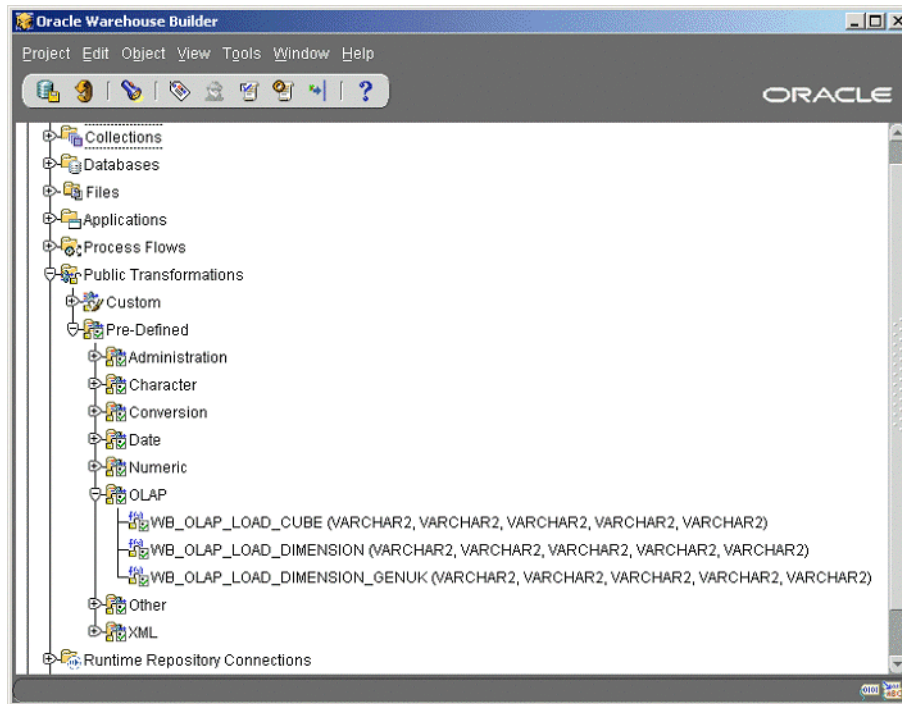 Oracle Warehouse Builder
Project Edit Object View Tools Window Help
ORACLE
Collections
Databases
Files
Applications
Process Flows
Public Transformations
Custom
Pre-Defined
Administration
Character
Conversion
Date
Numeric
OLAP
WB_OLAP_LOAD_CUBE (VARCHAR2, VARCHAR2, VARCHAR2, VARCHAR2, VARCHAR2)
WB_OLAP_LOAD_DIMENSION (VARCHAR2, VARCHAR2, VARCHAR2, VARCHAR2, VARCHAR2)
WB_OLAP_LOAD_DIMENSION_GENUK (VARCHAR2, VARCHAR2, VARCHAR2, VARCHAR2, VARCHAR2)
Other
XML
Runtime Repository Connections